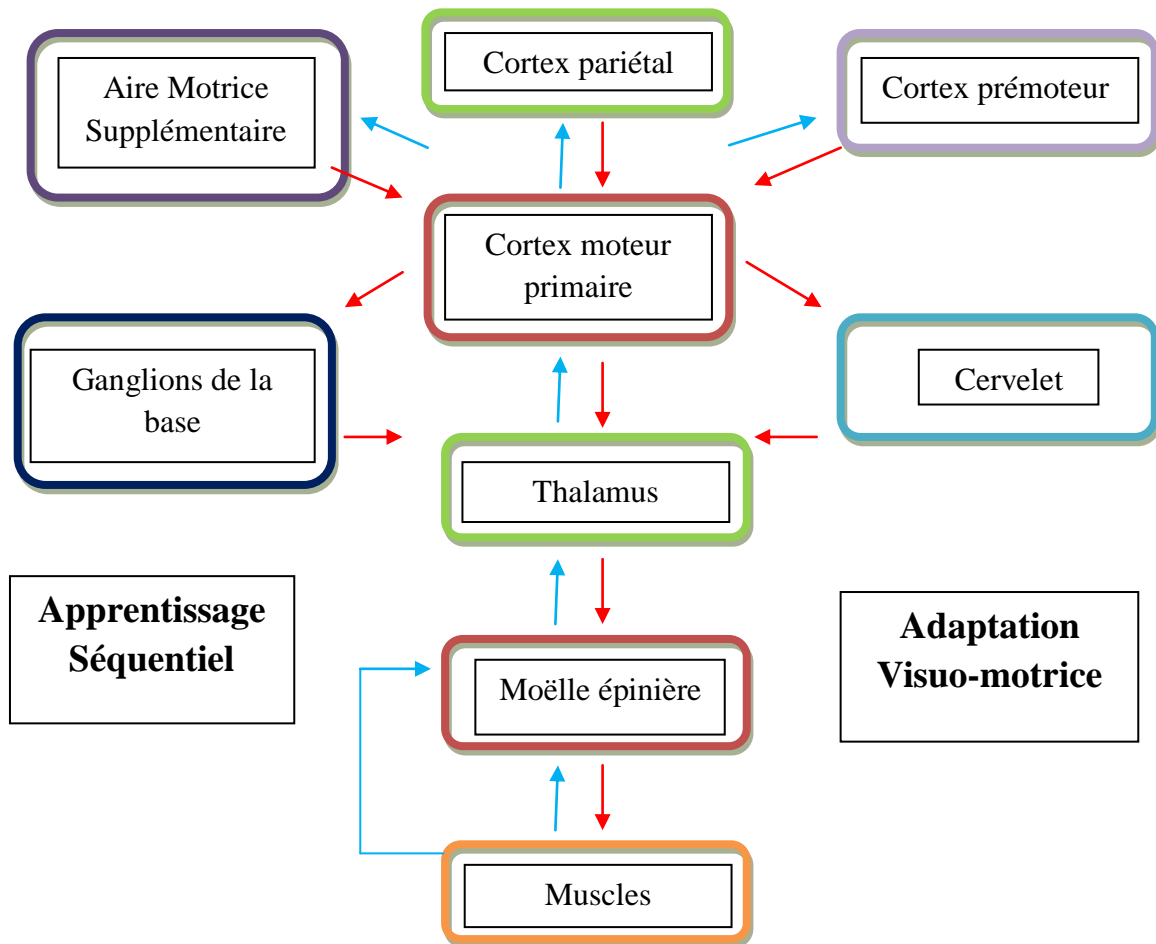 Aire Motrice
Supplémentaire
Cortex pariétal
Cortex prémoteur
Cortex moteur
primaire
Ganglions de la
base
Cervelet
Thalamus
Apprentissage
Séquentiel
Adaptation
Visuo-motrice
Moëlle épinière
Muscles